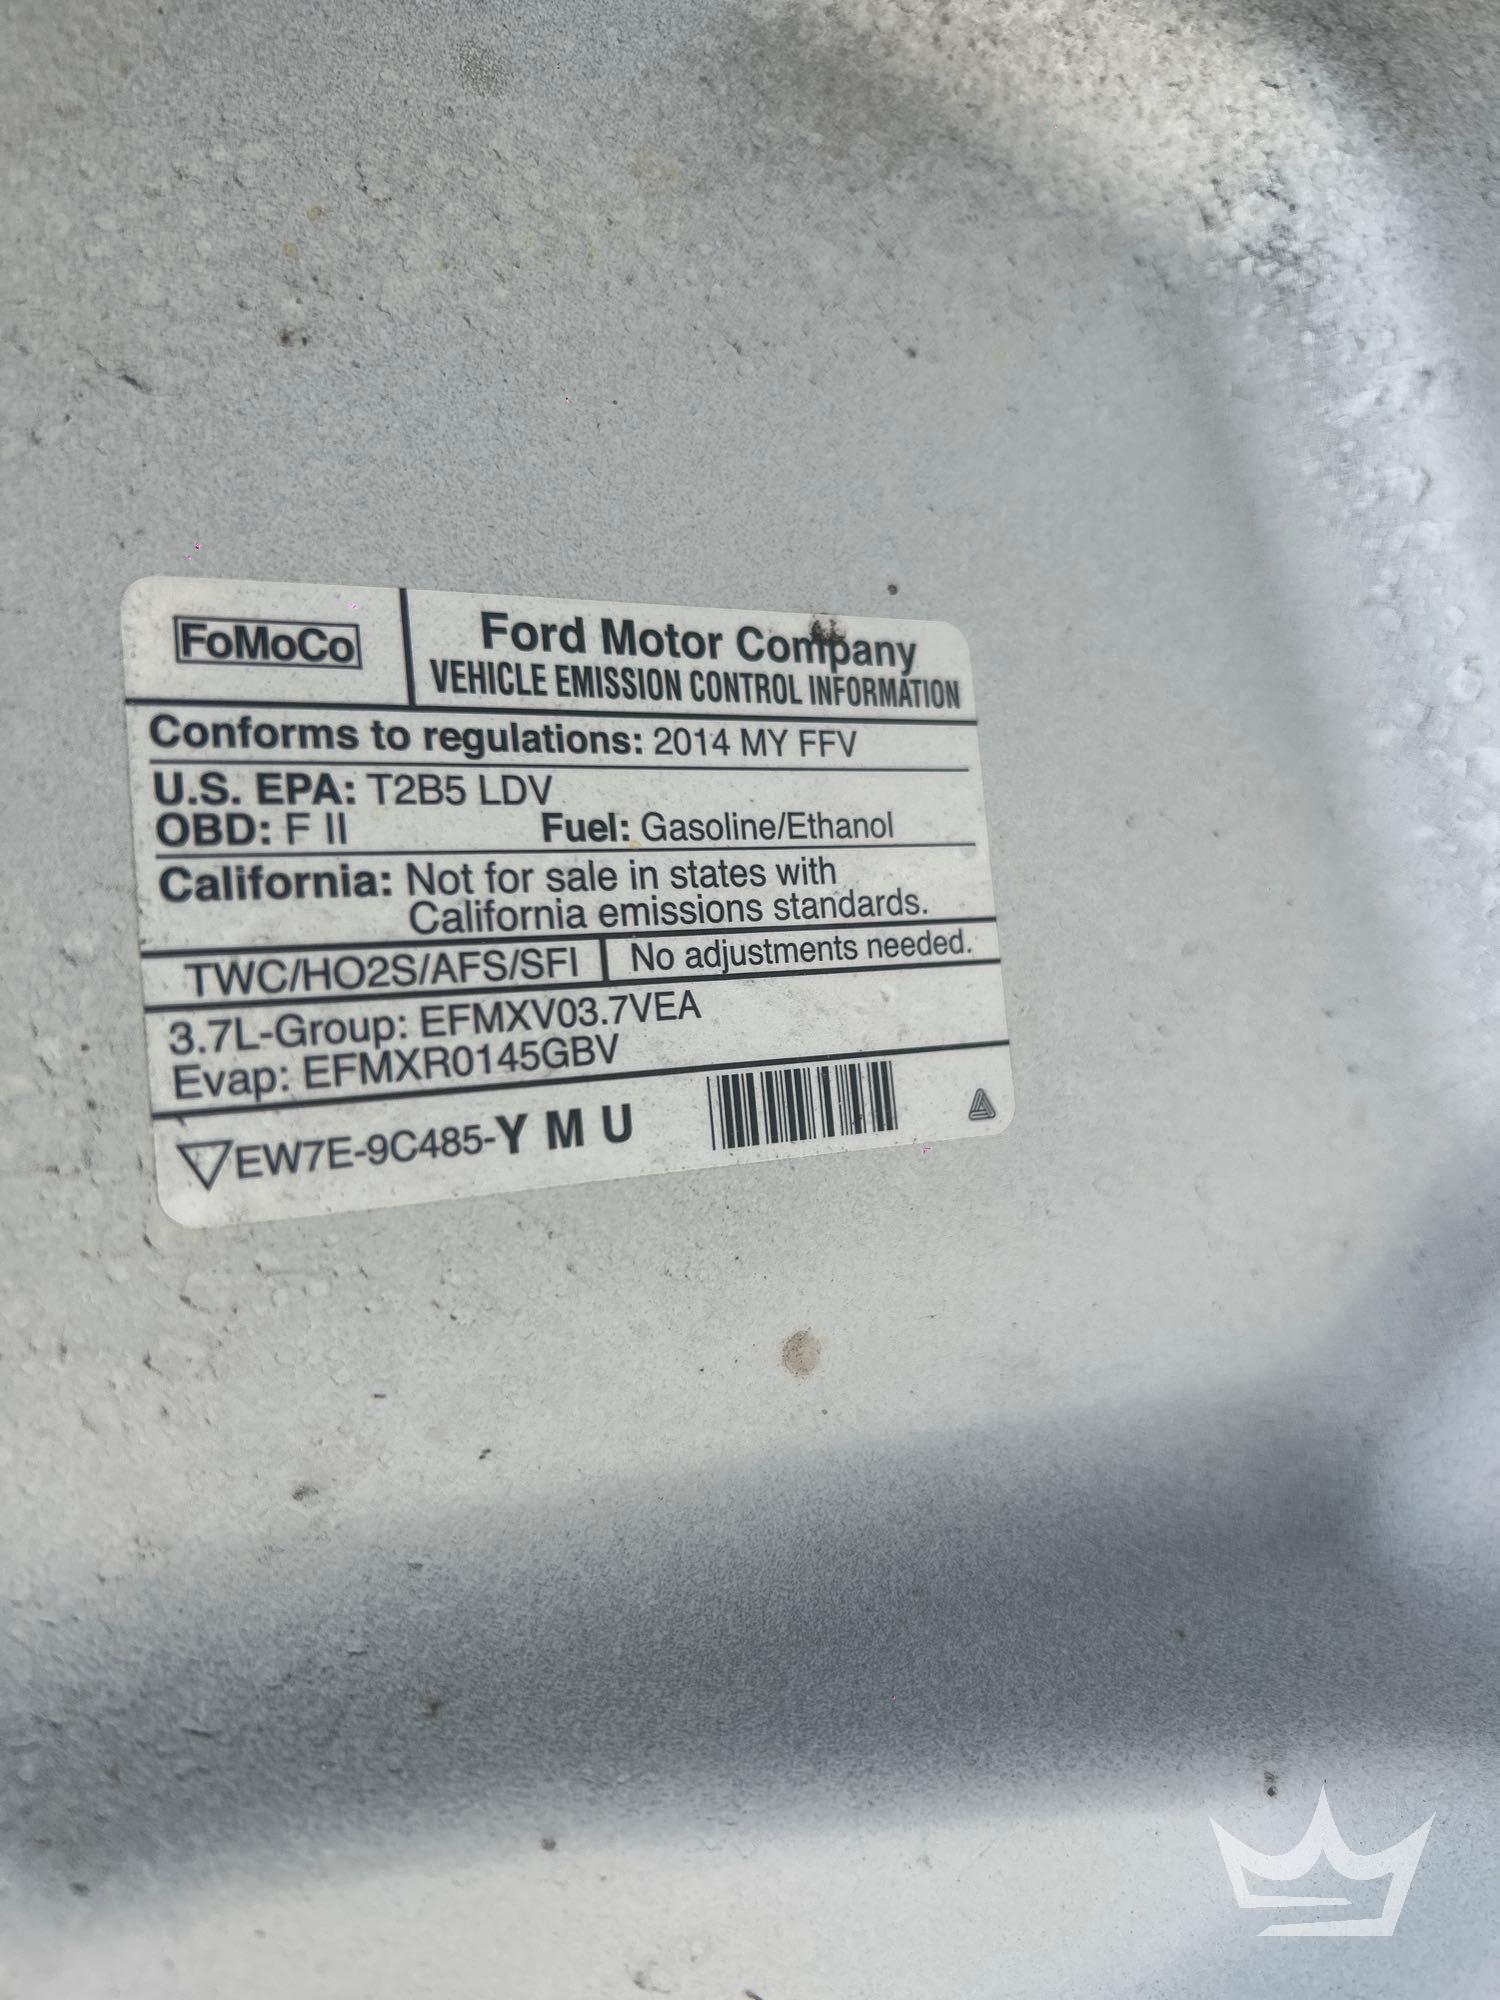 FoMoCo
Ford Motor Company
VEHICLE EMISSION CONTROL INFORMATION
Conforms to regulations: 2014 MY FFV
U.S. EPA: T2B5 LDV
OBD: F II Fuel: Gasoline/Ethanol
California: Not for sale in states with
California emissions standards.
TWC/HO2S/AFS/SFI No adjustments needed.
3.7L-Group: EFMXV03.7VEA
Evap: EFMXR0145GBV
EW7E-9C485-Y M U